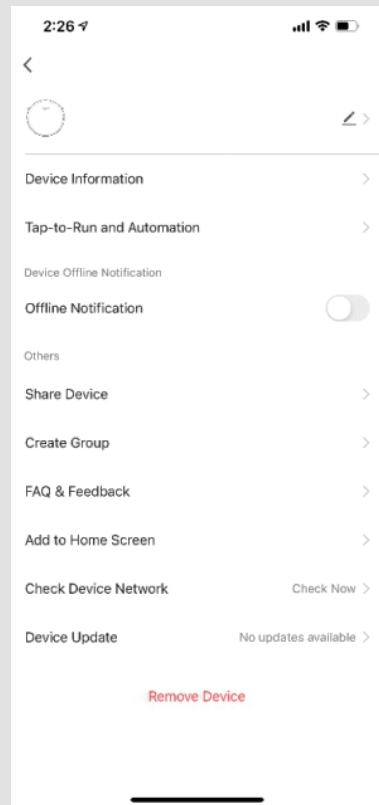 2:26
Device Information
Tap-to-Run and Automation
Device Offline Notification
Offline Notification
Others
Share Device
Create Group
FAQ & Feedback
Add to Home Screen
Check Device Network Check Now
Device Update No updates available
Remove Device